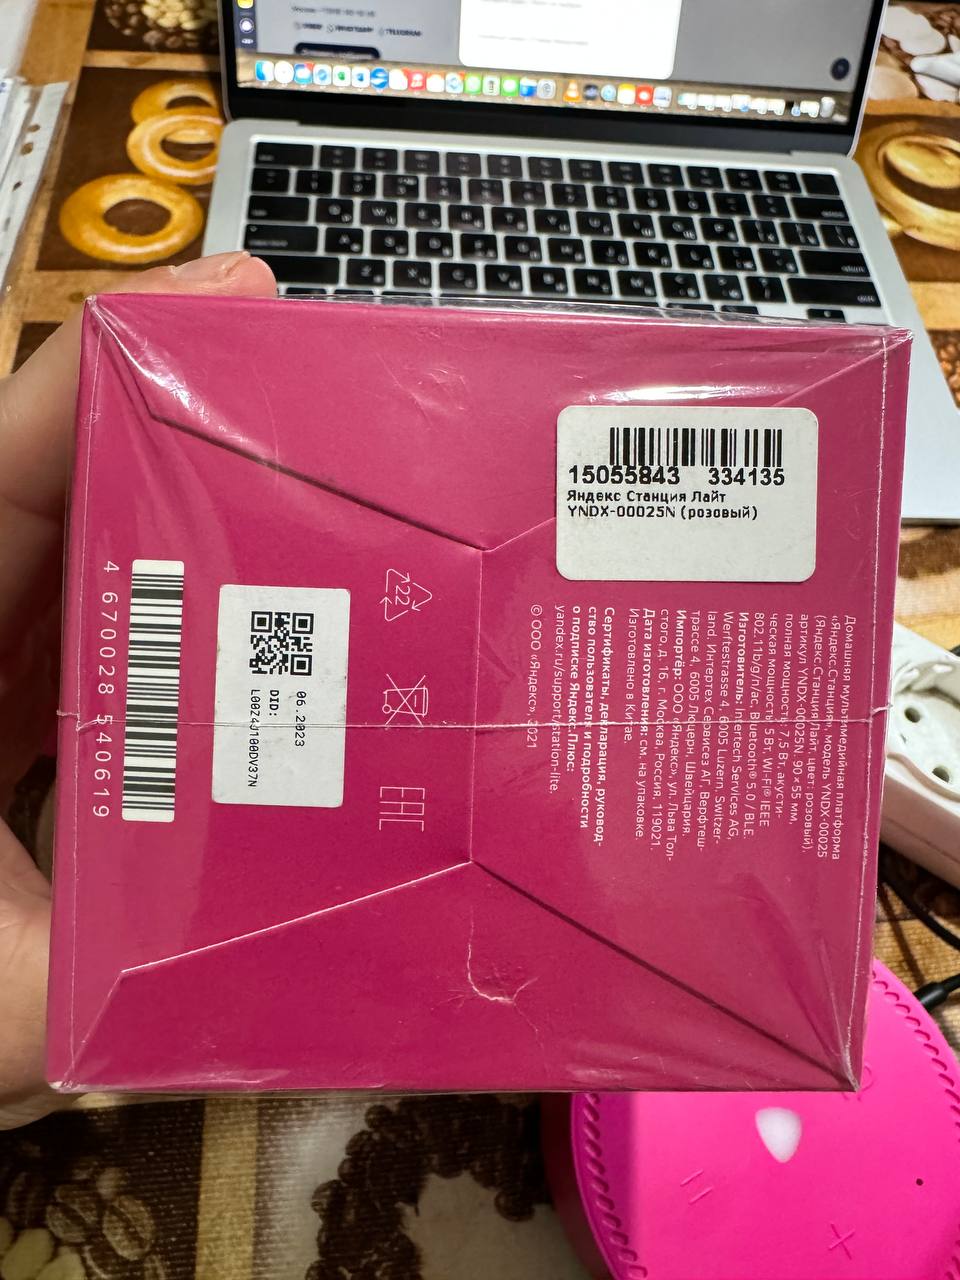 15055843 334135
Яндекс Станция Лайт
YNDX-00025N (розовый)
Домашняя мультимедийная платформа
«Яндекс.Станция», модель YNDX-00025
(Яндекс.Станция Лайт, цвет: розовый),
артикул YNDX-00025N, 90 × 55 мм,
полная мощность: 7,5 Вт, акусти-
ческая мощность: 5 Вт, Wi-Fi® IEEE
802.11b/g/n/ac, Bluetooth® 5.0 / BLE.
Изготовитель: Intertech Services AG,
Werftestrasse 4, 6005 Luzern, Switzer-
land. Интертех Сервисез АГ, Верфтеш-
трассе 4, 6005 Люцерн, Швейцария.
Импортёр: ООО «Яндекс», ул. Льва Тол-
стого, д. 16, г. Москва, Россия, 119021.
Дата изготовления: см. на упаковке.
Изготовлено в Китае.
Сертификаты, декларация, руковод-
ство пользователя и подробности
о подписке Яндекс.Плюс:
yandex.ru/support/station-lite.
© ООО «Яндекс», 2021
22
EAC
06.2023
DID:
L00Z4J100DV37N
4 670028 540619